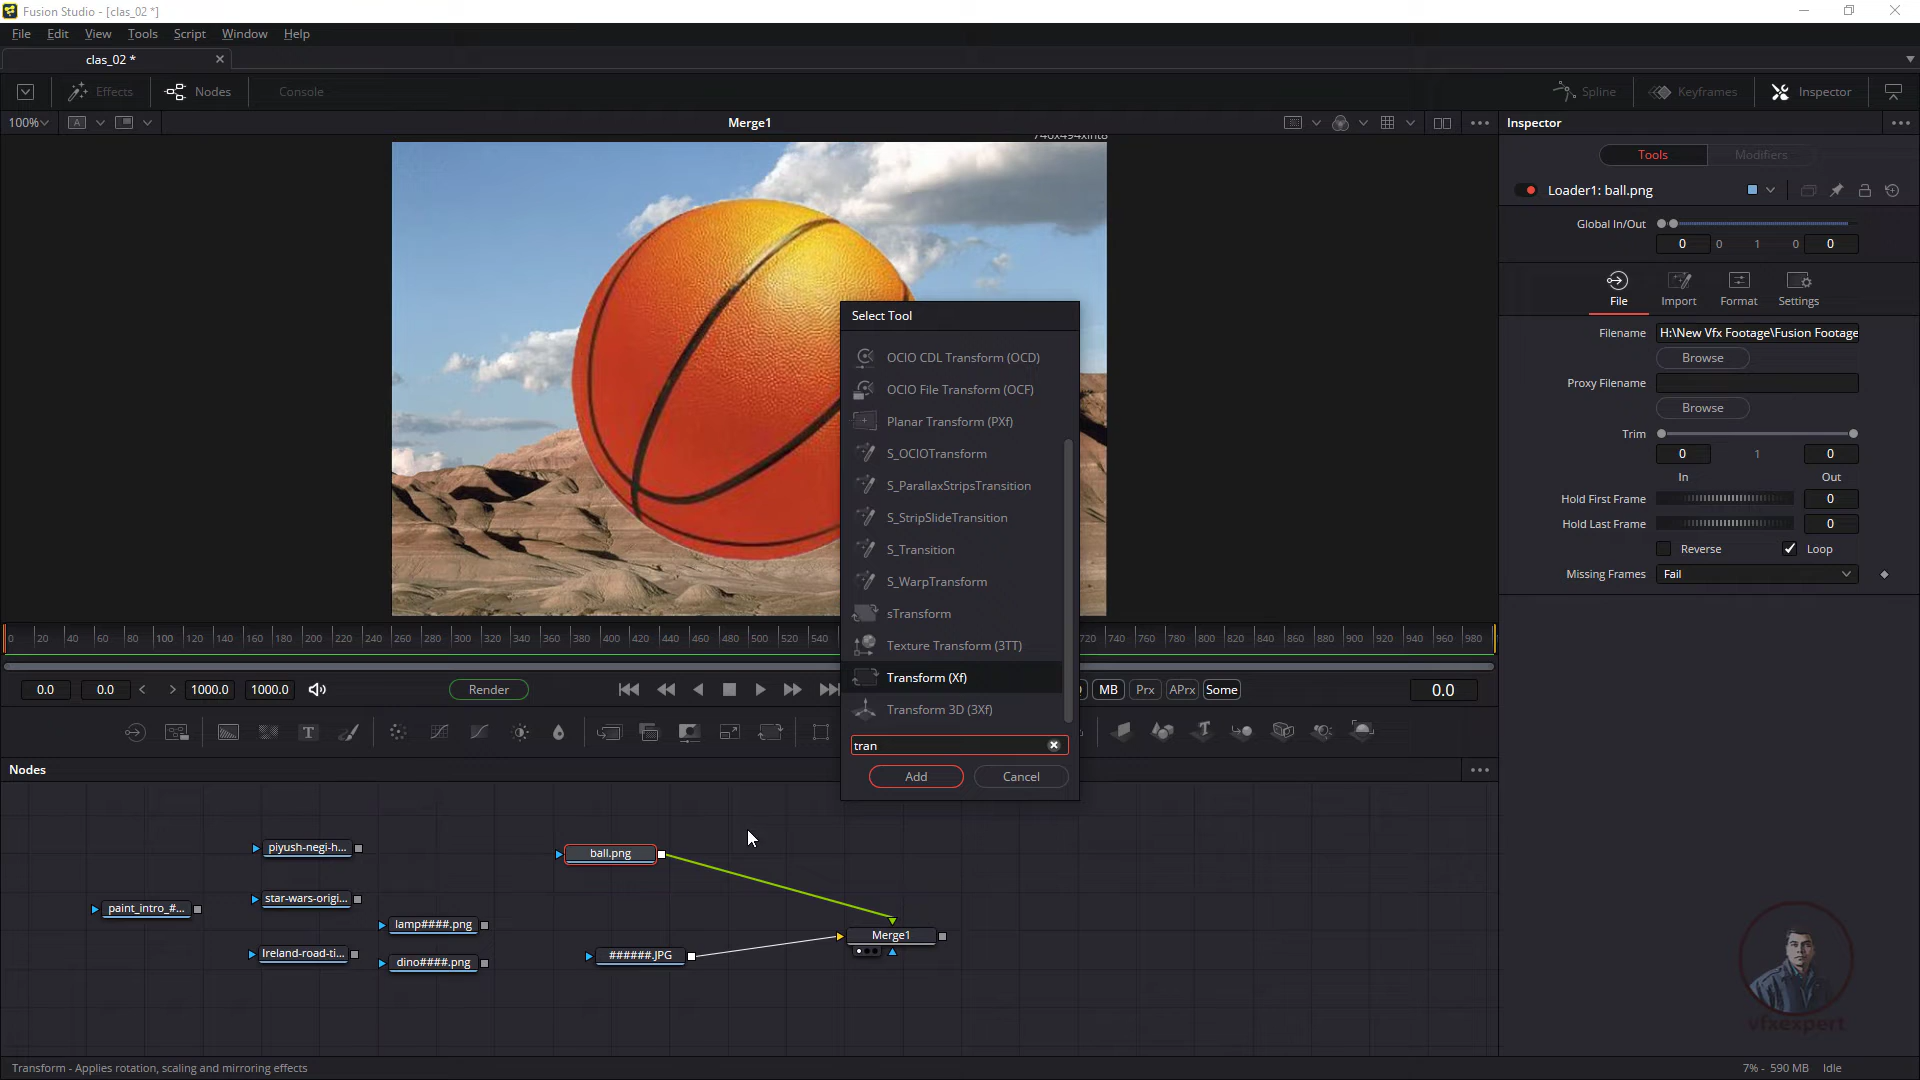 Fusion Studio - [clas_02 *]
File Edit View Tools Script Window Help
clas_02 *
Effects Nodes Console Spline Keyframes Inspector
100% A Merge1
Inspector
Tools Modifiers
Loader1: ball.png
Global In/Out
0 0 1 0 0
File Import Format Settings
Filename H:\New Vfx Footage\Fusion Footage
Browse
Proxy Filename
Browse
Trim
0 1 0
In Out
Hold First Frame 0
Hold Last Frame 0
Reverse Loop
Missing Frames Fail
Select Tool
OCIO CDL Transform (OCD)
OCIO File Transform (OCF)
Planar Transform (PXf)
S_OCIOTransform
S_ParallaxStripsTransition
S_StripSlideTransition
S_Transition
S_WarpTransform
sTransform
Texture Transform (3TT)
Transform (Xf)
Transform 3D (3Xf)
tran
Add Cancel
0 20 40 60 80 100 120 140 160 180 200 220 240 260 280 300 320 340 360 380 400 420 440 460 480 500 520 540 720 740 760 780 800 820 840 860 880 900 920 940 960 980
0.0 0.0 1000.0 1000.0 Render MB Prx APrx Some 0.0
T T
Nodes
piyush-negi-h...
ball.png
star-wars-origi...
paint_intro_#...
lamp####.png
Merge1
Ireland-road-ti...
dino####.png
######.JPG
vfxexpert
Transform - Applies rotation, scaling and mirroring effects
7% - 590 MB Idle